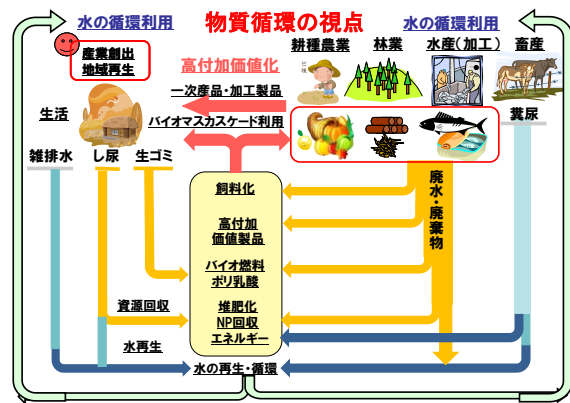 物質循環の視点
水の循環利用
水の循環利用
産業創出
地域再生
高付加価値化
耕種農業
林業
水産(加工)
畜産
一次産品・加工製品
バイオマスカスケード利用
生活
雑排水
し尿
生ゴミ
糞尿
飼料化
高付加
価値製品
バイオ燃料
ポリ乳酸
堆肥化
NP回収
エネルギー
廃水・廃棄物
資源回収
水再生
水の再生・循環